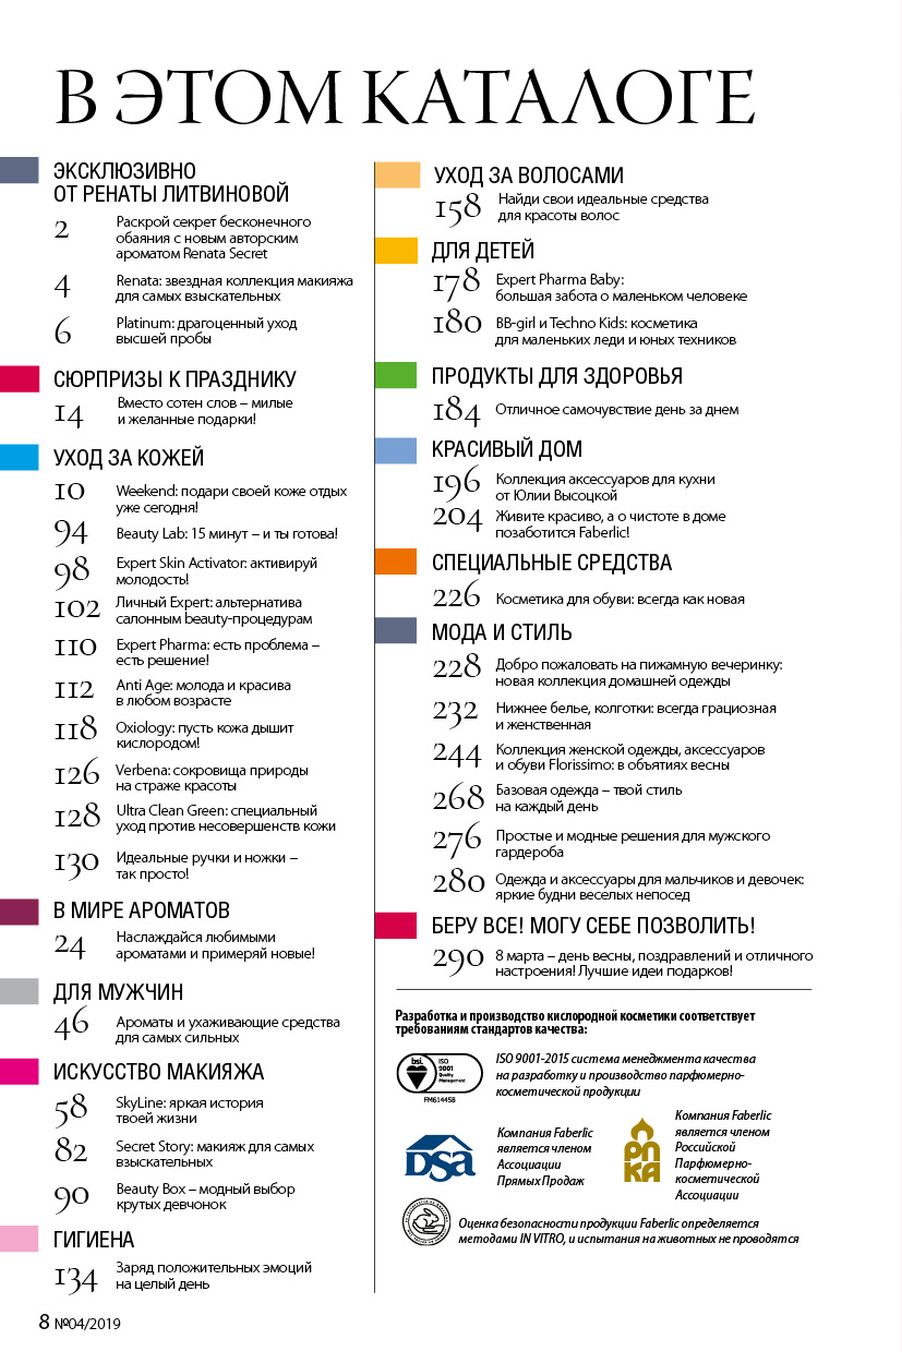 В ЭТОМ КАТАЛОГЕ
ЭКСКЛЮЗИВНО
ОТ РЕНАТЫ ЛИТВИНОВОЙ
2
Раскрой секрет бесконечного
обаяния с новым авторским
ароматом Renata Secret
4
Renata: звездная коллекция макияжа
для самых взыскательных
6
Platinum: драгоценный уход
высшей пробы
СЮРПРИЗЫ К ПРАЗДНИКУ
14
Вместо сотен слов – милые
и желанные подарки!
УХОД ЗА КОЖЕЙ
10
Weekend: подари своей коже отдых
уже сегодня!
94
Beauty Lab: 15 минут – и ты готова!
98
Expert Skin Activator: активируй
молодость!
102
Личный Expert: альтернатива
салонным beauty-процедурам
110
Expert Pharma: есть проблема –
есть решение!
112
Anti Age: молода и красива
в любом возрасте
118
Oxiology: пусть кожа дышит
кислородом!
126
Verbena: сокровища природы
на страже красоты
128
Ultra Clean Green: специальный
уход против несовершенств кожи
130
Идеальные ручки и ножки –
так просто!
В МИРЕ АРОМАТОВ
24
Наслаждайся любимыми
ароматами и примеряй новые!
ДЛЯ МУЖЧИН
46
Ароматы и ухаживающие средства
для самых сильных
ИСКУССТВО МАКИЯЖА
58
SkyLine: яркая история
твоей жизни
82
Secret Story: макияж для самых
взыскательных
90
Beauty Box – модный выбор
крутых девчонок
ГИГИЕНА
134
Заряд положительных эмоций
на целый день
8 №04/2019
УХОД ЗА ВОЛОСАМИ
158
Найди свои идеальные средства
для красоты волос
ДЛЯ ДЕТЕЙ
178
Expert Pharma Baby:
большая забота о маленьком человеке
180
BB-girl и Techno Kids: косметика
для маленьких леди и юных техников
ПРОДУКТЫ ДЛЯ ЗДОРОВЬЯ
184
Отличное самочувствие день за днем
КРАСИВЫЙ ДОМ
196
Коллекция аксессуаров для кухни
от Юлии Высоцкой
204
Живите красиво, а о чистоте в доме
позаботится Faberlic!
СПЕЦИАЛЬНЫЕ СРЕДСТВА
226
Косметика для обуви: всегда как новая
МОДА И СТИЛЬ
228
Добро пожаловать на пижамную вечеринку:
новая коллекция домашней одежды
232
Нижнее белье, колготки: всегда грациозная
и женственная
244
Коллекция женской одежды, аксессуаров
и обуви Florissimo: в объятиях весны
268
Базовая одежда – твой стиль
на каждый день
276
Простые и модные решения для мужского
гардероба
280
Одежда и аксессуары для мальчиков и девочек:
яркие будни веселых непосед
БЕРУ ВСЕ! МОГУ СЕБЕ ПОЗВОЛИТЬ!
290
8 марта – день весны, поздравлений и отличного
настроения! Лучшие идеи подарков!
Разработка и производство кислородной косметики соответствует
требованиям стандартов качества:
bsi.
ISO
9001
Quality
Management
FM614458
ISO 9001-2015 система менеджмента качества
на разработку и производство парфюмерно-
косметической продукции
DSA
Компания Faberlic
является членом
Ассоциации
Прямых Продаж
РПКА
Компания Faberlic
является членом
Российской
Парфюмерно-
косметической
Ассоциации
Оценка безопасности продукции Faberlic определяется
методами IN VITRO, и испытания на животных не проводятся